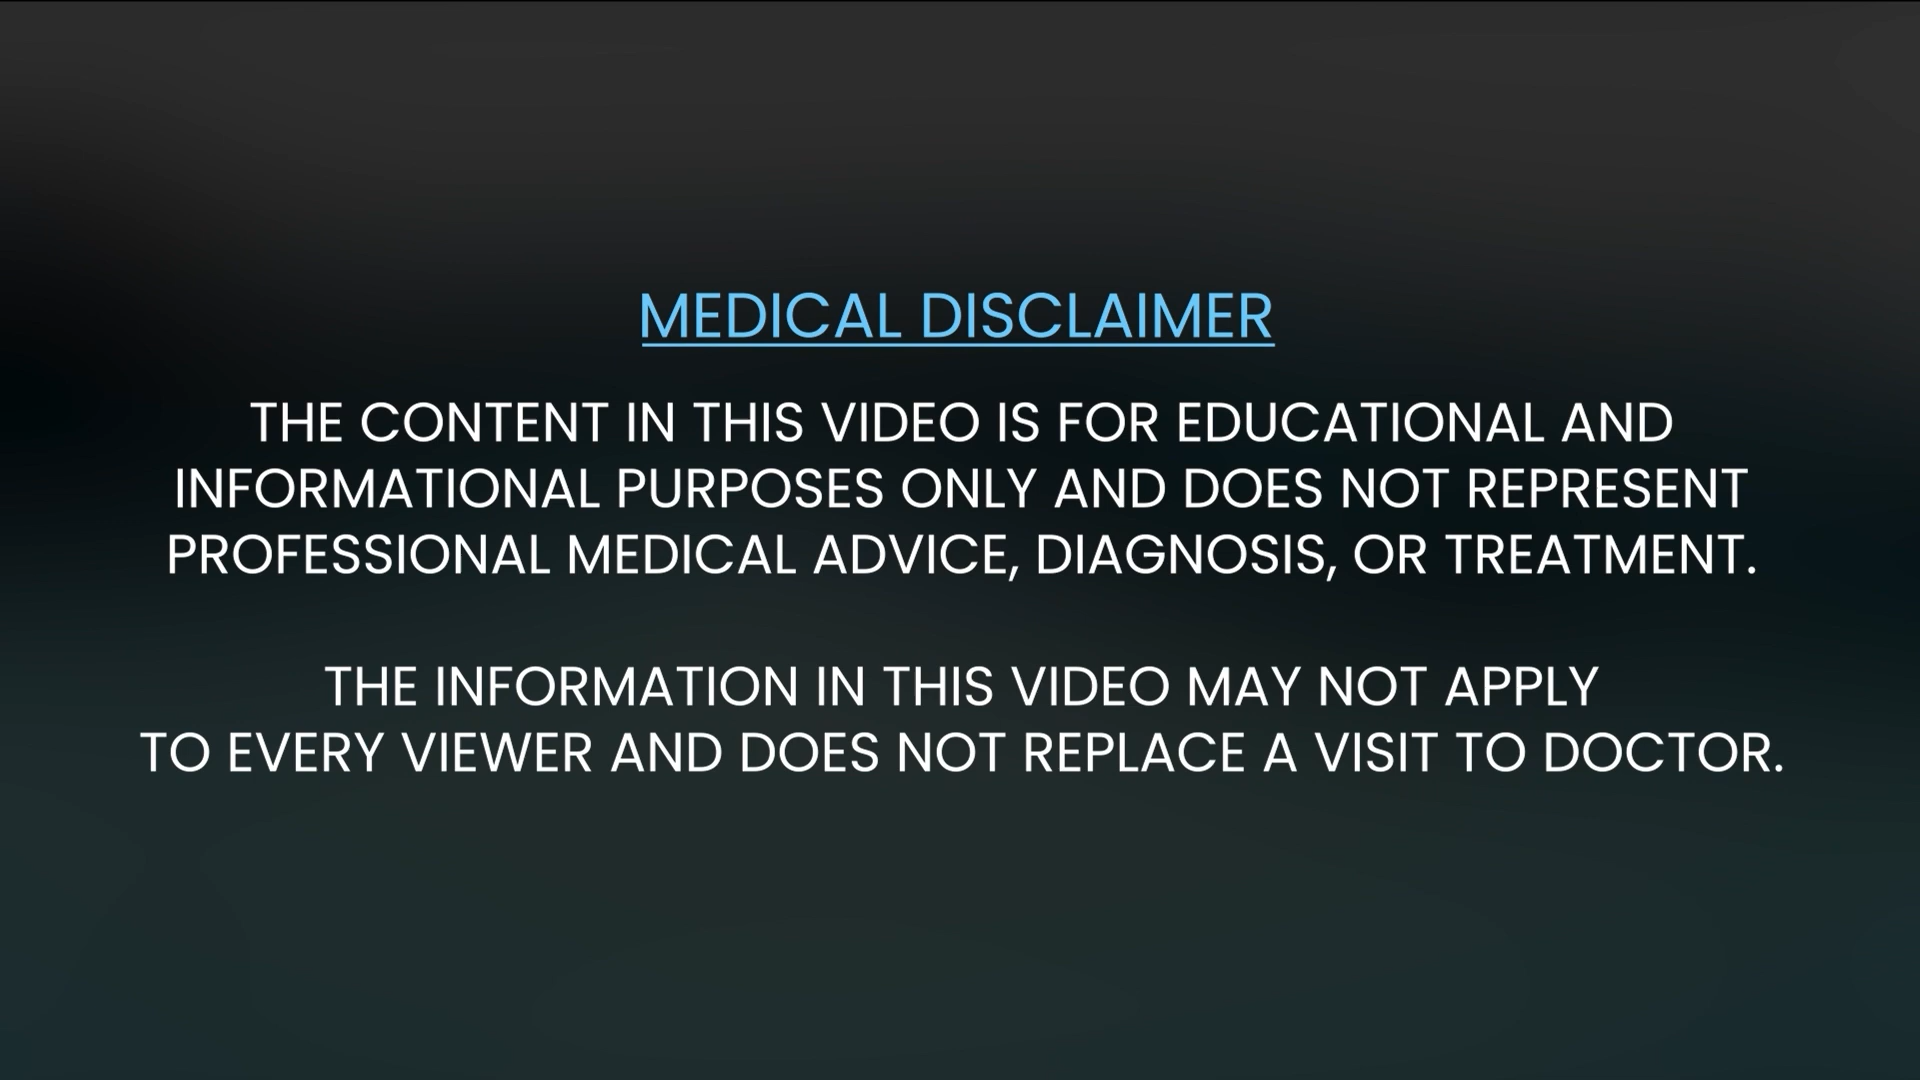 MEDICAL DISCLAIMER
THE CONTENT IN THIS VIDEO IS FOR EDUCATIONAL AND
INFORMATIONAL PURPOSES ONLY AND DOES NOT REPRESENT
PROFESSIONAL MEDICAL ADVICE, DIAGNOSIS, OR TREATMENT.
THE INFORMATION IN THIS VIDEO MAY NOT APPLY
TO EVERY VIEWER AND DOES NOT REPLACE A VISIT TO DOCTOR.